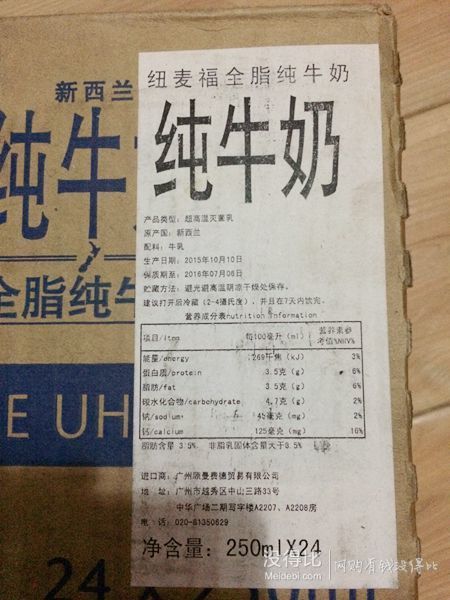 新西兰
纯牛
全脂纯牛
E UH
纽麦福全脂纯牛奶
纯牛奶
产品类型：超高温灭菌乳
原产国：新西兰
配料：牛乳
生产日期：2015年10月10日
保质期至：2016年07月06日
贮藏方法：避光避高温阴凉干燥处保存。
建议打开后冷藏（2-4摄氏度），并且在7天内饮完。
营养成分表nutrition information
项目/Item 每100毫升（ml） 营养素参考值%NRV%
能量/energy 269千焦（kJ） 3%
蛋白质/protein 3.5克（g） 6%
脂肪/fat 3.5克（g） 6%
碳水化合物/carbohydrate 4.7克（g） 2%
钠/sodium 45毫克（mg） 2%
钙/calcium 125毫克（mg） 16%
脂肪含量 3.5% 非脂乳固体含量大于8.5%
进口商：广州 曼费德贸易有限公司
地 址：广州市越秀区中山三路33号
中华广场二期写字楼A2207、A2208房
电 话：020-81350629
净含量：250mlX24
没得比
Meidebi.com
网购有我没得比